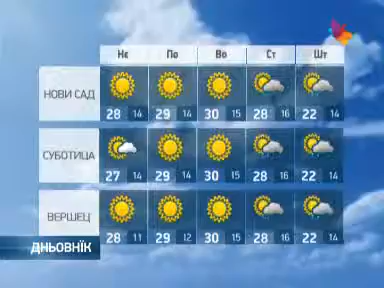 Нє По Во Ст Шт
НОВИ САД 28 14 29 14 30 15 28 16 22 14
СУБОТИЦА 27 14 29 14 30 15 28 16 22 14
ВЕРШЕЦ 28 11 29 12 30 15 28 16 22 14
ДНЬОВНЇК